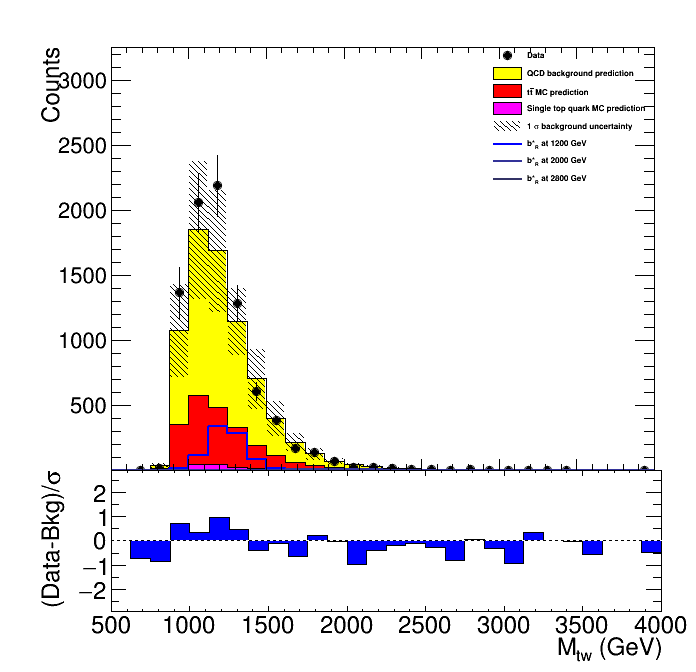 Counts
3000
2500
2000
1500
1000
500
Data
QCD background prediction
tt̄ MC prediction
Single top quark MC prediction
1 σ background uncertainty
b*R at 1200 GeV
b*R at 2000 GeV
b*R at 2800 GeV
(Data-Bkg)/σ
2
1
0
−1
−2
500 1000 1500 2000 2500 3000 3500 4000
Mtw (GeV)